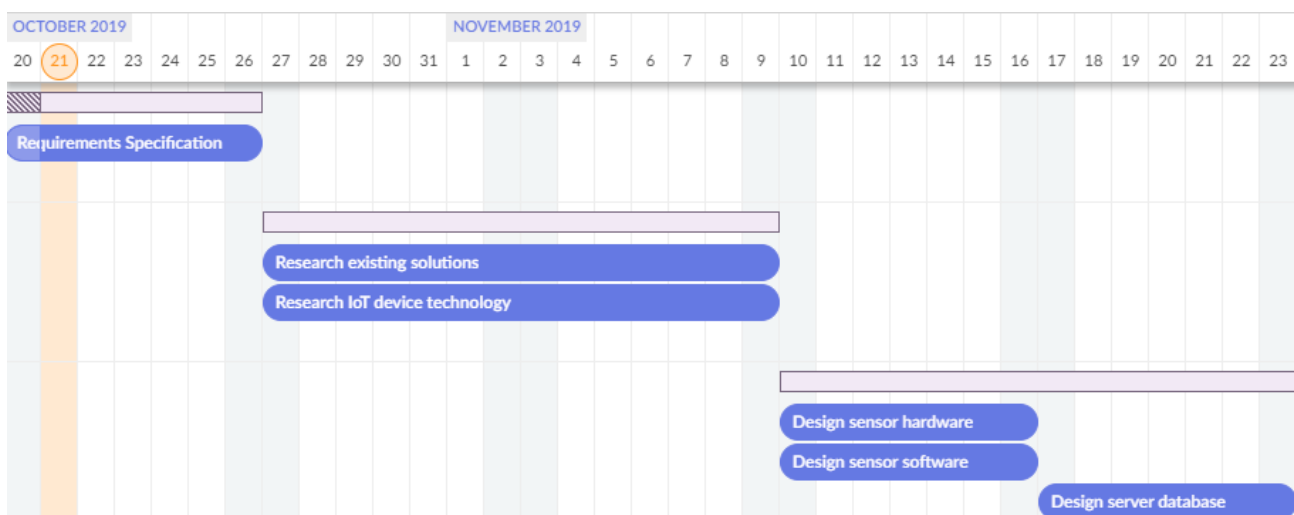 OCTOBER 2019 NOVEMBER 2019
20 21 22 23 24 25 26 27 28 29 30 31 1 2 3 4 5 6 7 8 9 10 11 12 13 14 15 16 17 18 19 20 21 22 23
Requirements Specification
Research existing solutions
Research IoT device technology
Design sensor hardware
Design sensor software
Design server database